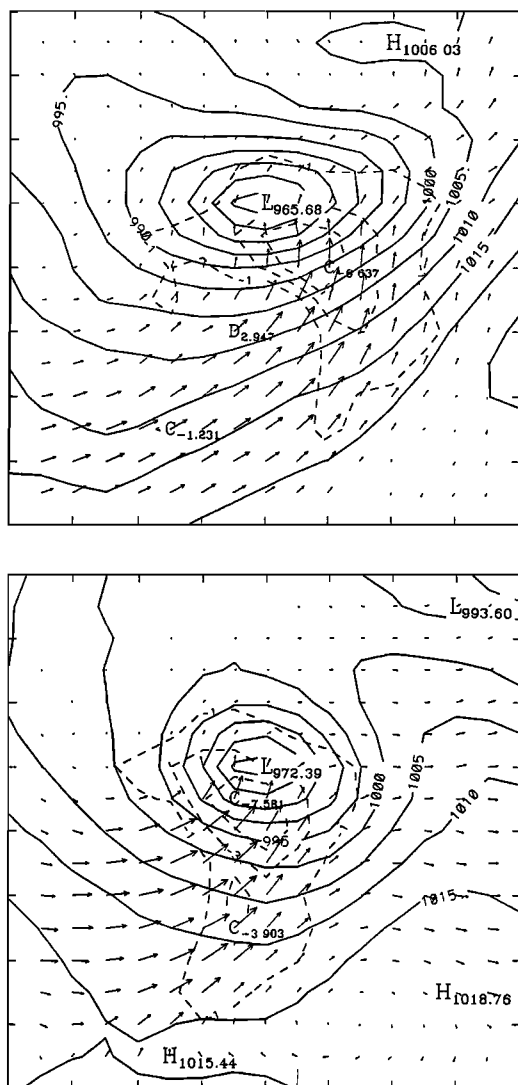 H1006 03
995.
L965.68
1000
1005.
1010
1015
990.
C-6 637
D2.947
C-1.231
L993.60
L972.39
1000
1005
1010
C-7.581
995
C-3 903
1015
H1018.76
H1015.44